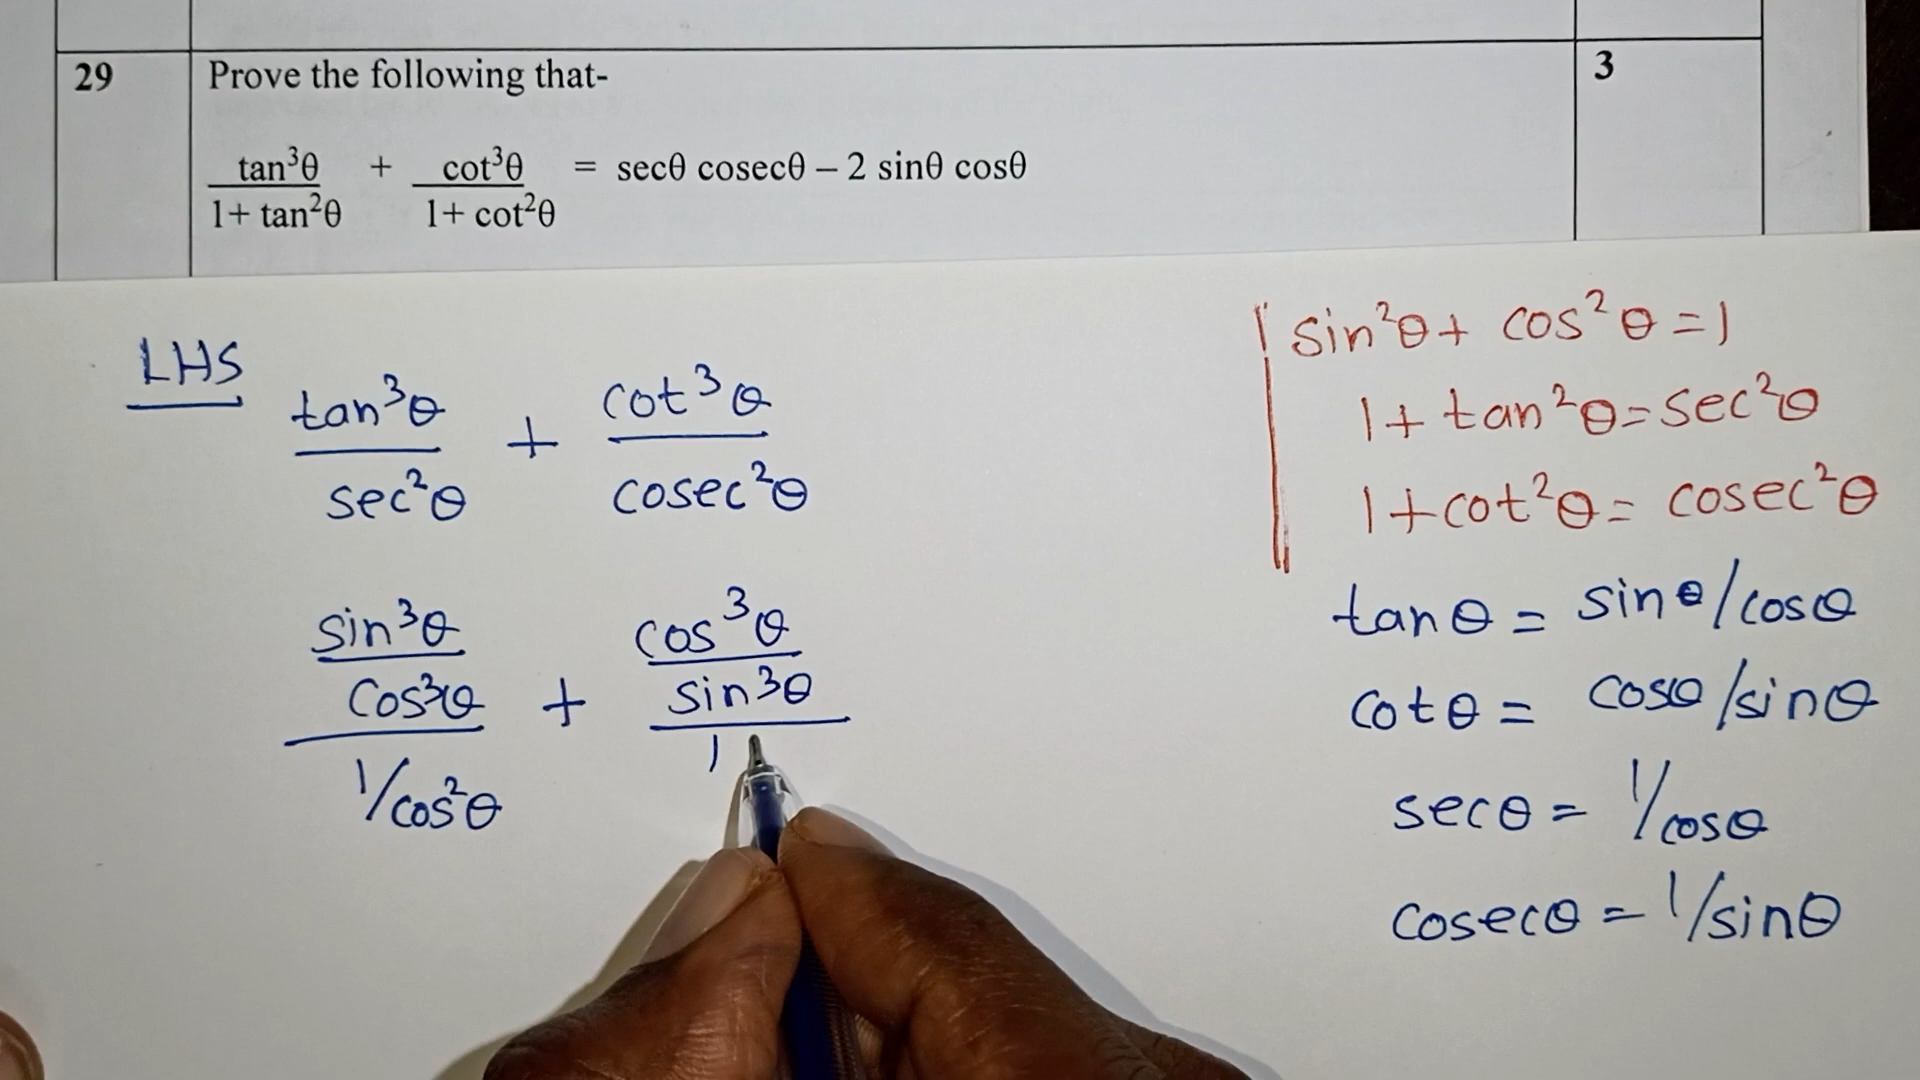 29 Prove the following that- 3
tan³θ + cot³θ = secθ cosecθ – 2 sinθ cosθ
1+ tan²θ 1+ cot²θ
LHS
tan³θ + cot³θ
sec²θ cosec²θ
sin³θ cos³θ
cos³θ + sin³θ
1/cos²θ 1
sin²θ + cos²θ = 1
1 + tan²θ = sec²θ
1 + cot²θ = cosec²θ
tanθ = sinθ/cosθ
cotθ = cosθ/sinθ
secθ = 1/cosθ
cosecθ = 1/sinθ